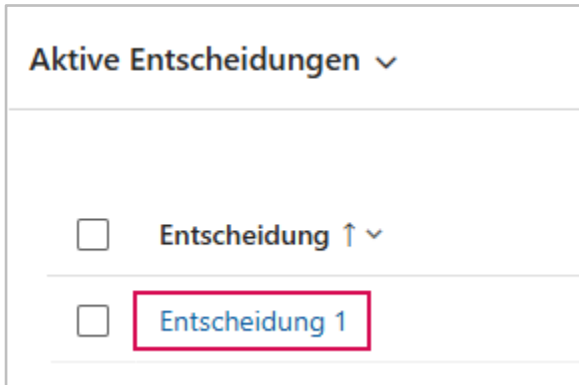 Aktive Entscheidungen
Entscheidung ↑
Entscheidung 1